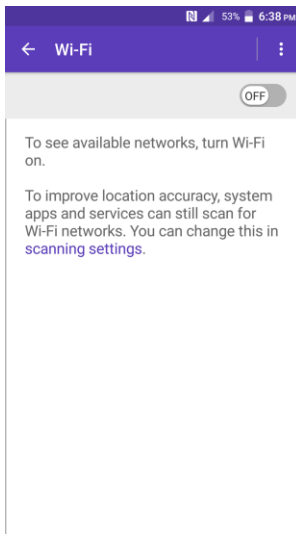 53% 6:38 PM
Wi-Fi
OFF
To see available networks, turn Wi-Fi
on.
To improve location accuracy, system
apps and services can still scan for
Wi-Fi networks. You can change this in
scanning settings.